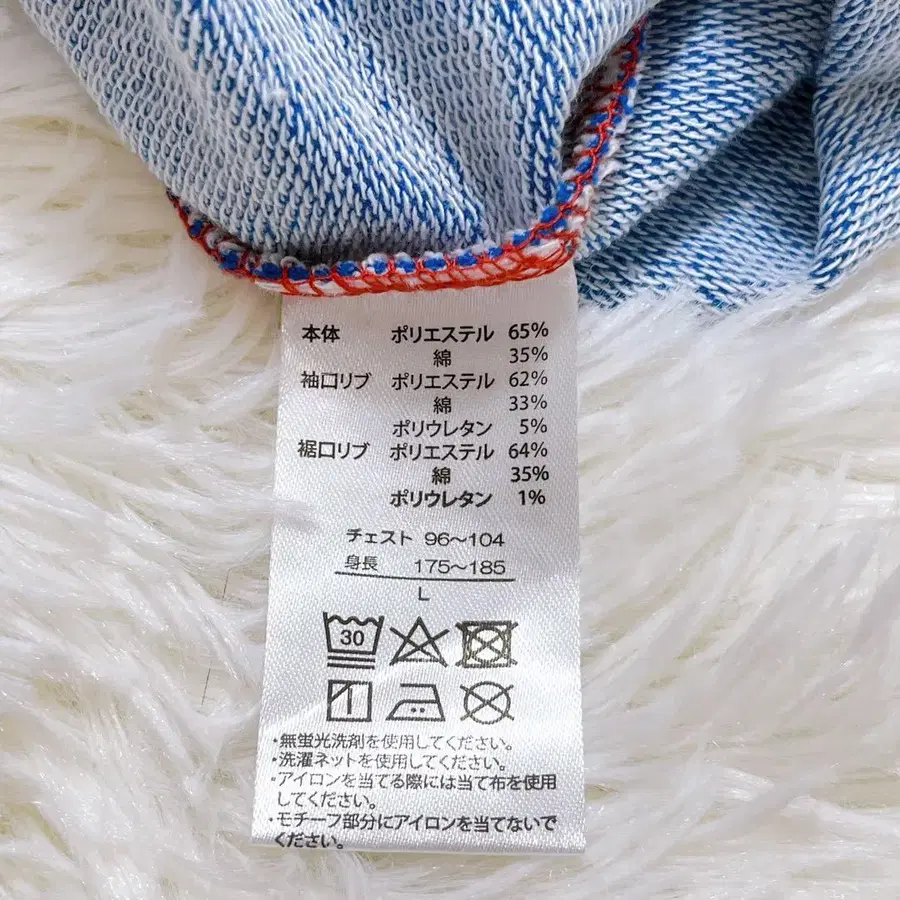 本体 ポリエステル 65%
綿 35%
袖口リブ ポリエステル 62%
綿 33%
ポリウレタン 5%
裾口リブ ポリエステル 64%
綿 35%
ポリウレタン 1%
チェスト 96～104
身長 175～185
L
30
・無蛍光洗剤を使用してください。
・洗濯ネットを使用してください。
・アイロンを当てる際には当て布を使用
してください。
・モチーフ部分にアイロンを当てないで
ください。